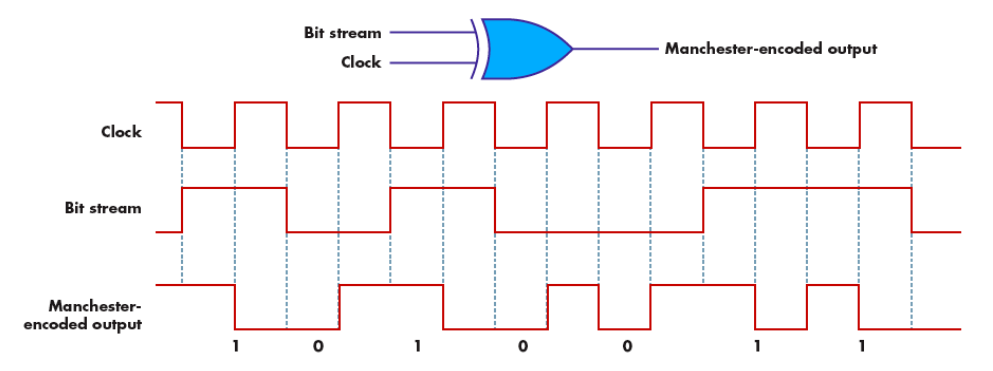 Bit stream
Clock
Manchester-encoded output
Clock
Bit stream
Manchester-
encoded output
1 0 1 0 0 1 1